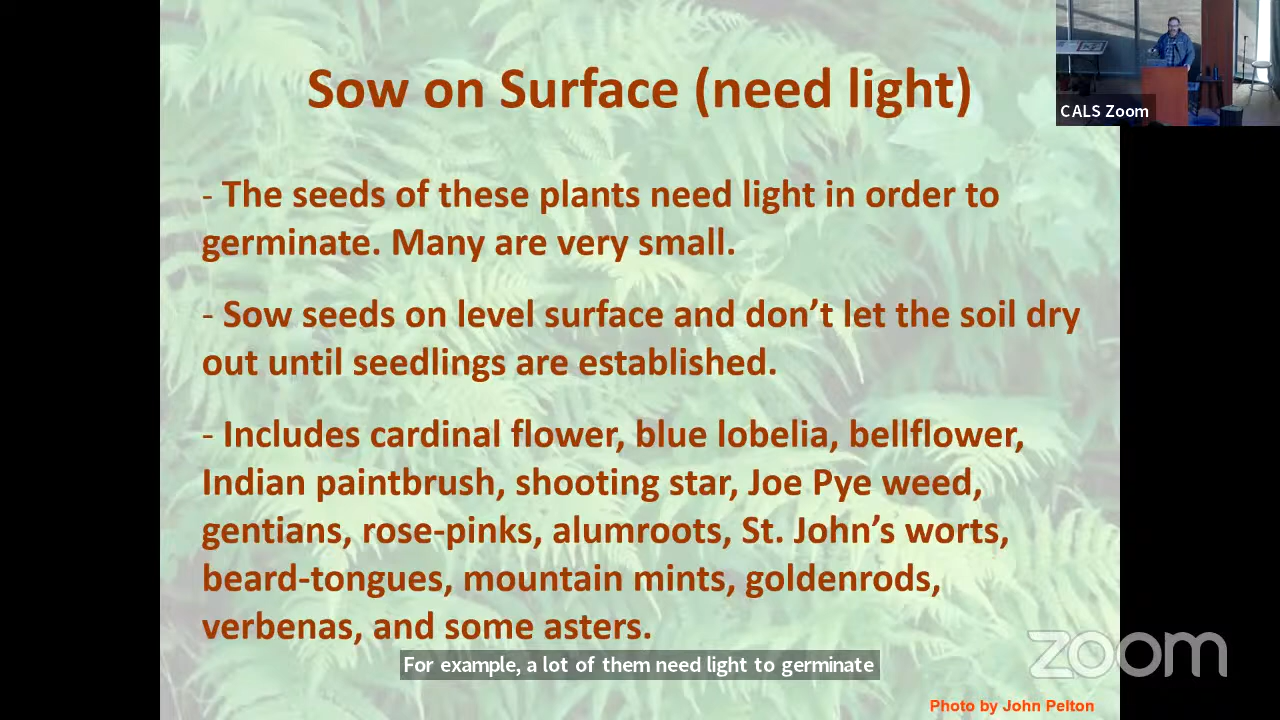 Sow on Surface (need light)
CALS Zoom
- The seeds of these plants need light in order to
germinate. Many are very small.
- Sow seeds on level surface and don’t let the soil dry
out until seedlings are established.
- Includes cardinal flower, blue lobelia, bellflower,
Indian paintbrush, shooting star, Joe Pye weed,
gentians, rose-pinks, alumroots, St. John’s worts,
beard-tongues, mountain mints, goldenrods,
verbenas, and some asters.
For example, a lot of them need light to germinate
zoom
Photo by John Pelton